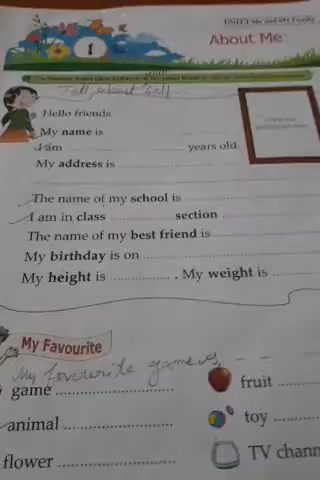 UNIT-1 Me and My Family
1
About Me
Tell about self
Hello friends
My name is
I am ........................ years old.
My address is ........................
The name of my school is ........................
I am in class .................. section ..........
The name of my best friend is ..................
My birthday is on ........................
My height is ............... . My weight is ............
My Favourite
My favourite game is, - -
game ........................
fruit ..........
animal ........................
toy ..........
flower ........................
TV chann